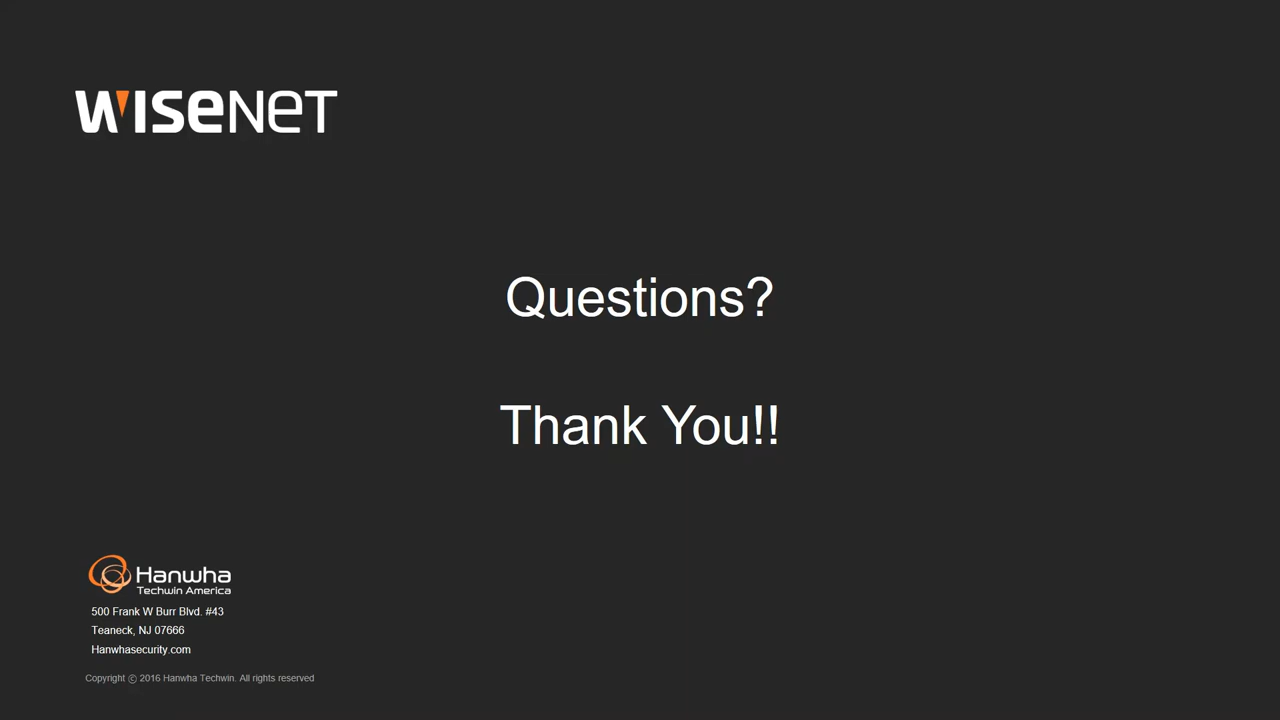 WISENET
Questions?
Thank You!!
Hanwha
Techwin America
500 Frank W Burr Blvd. #43
Teaneck, NJ 07666
Hanwhasecurity.com
Copyright ⓒ 2016 Hanwha Techwin. All rights reserved